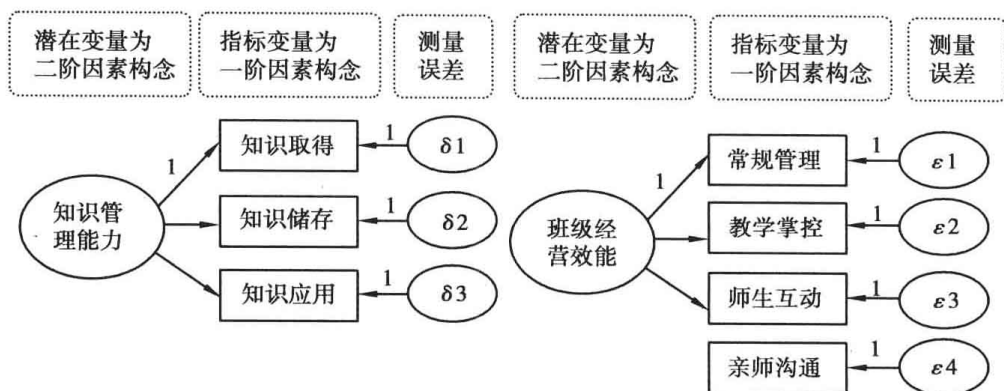 潜在变量为
二阶因素构念
指标变量为
一阶因素构念
测量
误差
潜在变量为
二阶因素构念
指标变量为
一阶因素构念
测量
误差
知识管
理能力
1
知识取得
1
δ1
知识储存
1
δ2
知识应用
1
δ3
班级经
营效能
1
常规管理
1
ε1
教学掌控
1
ε2
师生互动
1
ε3
亲师沟通
1
ε4